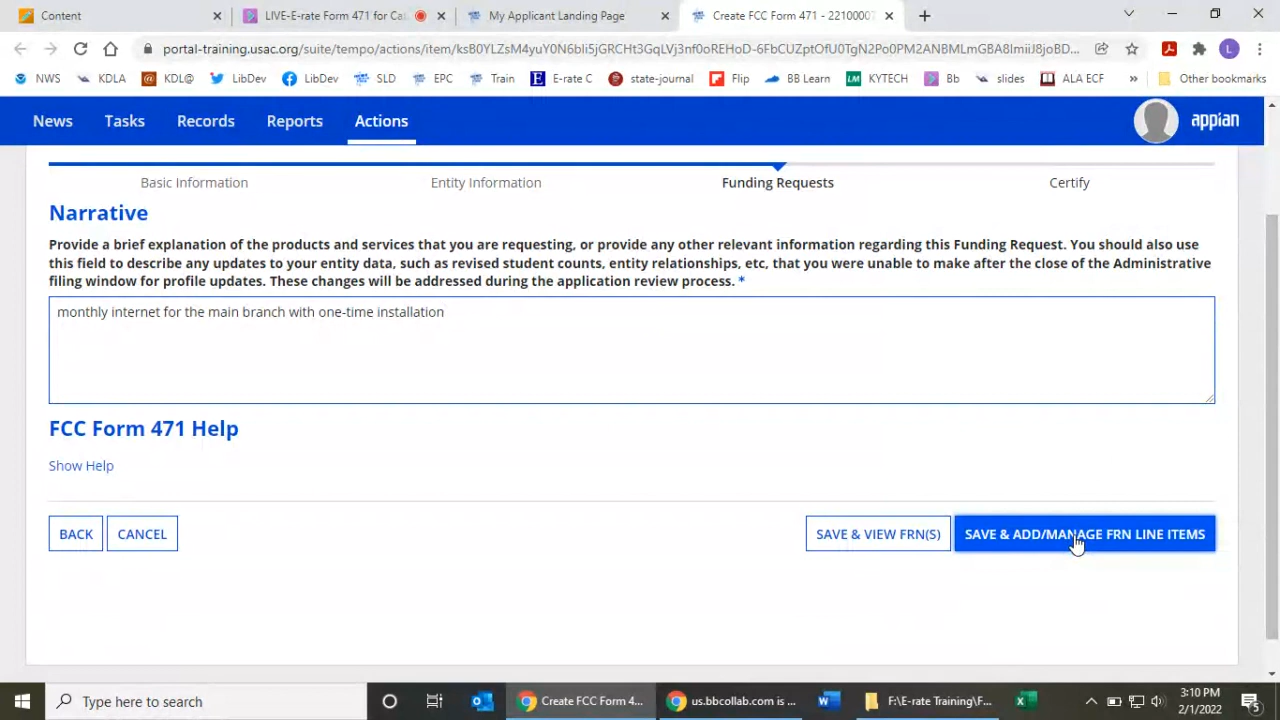 Content
LIVE-E-rate Form 471 for Cat
My Applicant Landing Page
Create FCC Form 471 - 22100007
portal-training.usac.org/suite/tempo/actions/item/
NWS
KDLA
KDL@
LibDev
LibDev
SLD
EPC
Train
E-rate C
state-journal
Flip
BB Learn
KYTECH
Bb
slides
ALA ECF
»
Other bookmarks
News
Tasks
Records
Reports
Actions
appian
Basic Information
Entity Information
Funding Requests
Certify
Narrative
Provide a brief explanation of the products and services that you are requesting, or provide any other relevant information regarding this Funding Request. You should also use
this field to describe any updates to your entity data, such as revised student counts, entity relationships, etc, that you were unable to make after the close of the Administrative
filing window for profile updates. These changes will be addressed during the application review process. *
monthly internet for the main branch with one-time installation
FCC Form 471 Help
Show Help
BACK
CANCEL
SAVE & VIEW FRN(S)
SAVE & ADD/MANAGE FRN LINE ITEMS
Type here to search
Create FCC Form 4...
us.bbcollab.com is ...
F:\E-rate Training\F...
3:10 PM
2/1/2022
5